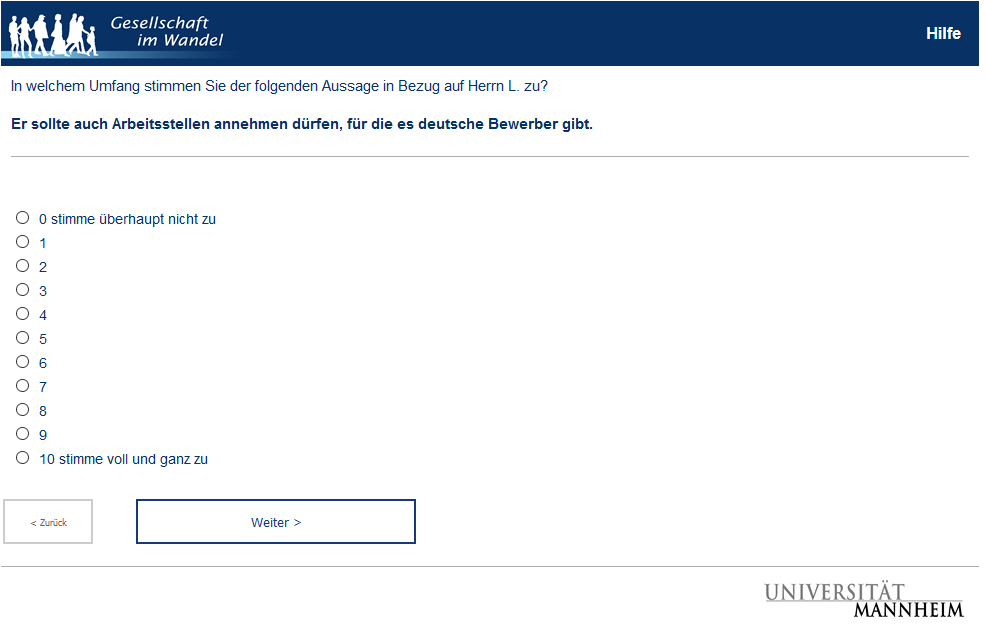 Gesellschaft
im Wandel
Hilfe
In welchem Umfang stimmen Sie der folgenden Aussage in Bezug auf Herrn L. zu?
Er sollte auch Arbeitsstellen annehmen dürfen, für die es deutsche Bewerber gibt.
0 stimme überhaupt nicht zu
1
2
3
4
5
6
7
8
9
10 stimme voll und ganz zu
< Zurück
Weiter >
UNIVERSITÄT
MANNHEIM